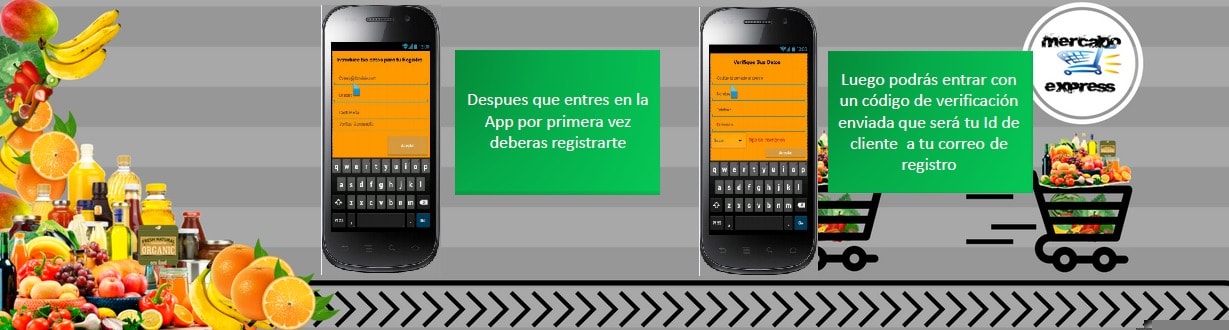 Introduce tus datos para tu Registro
Despues que entres en la
App por primera vez
deberas registrarte
Verifique Sus Datos
Luego podrás entrar con
un código de verificación
enviada que será tu Id de
cliente a tu correo de
registro
mercado
express
FRESH NATURAL
ORGANIC
q w e r t y u i o p
a s d f g h j k l
z x c v b n m
q w e r t y u i o p
a s d f g h j k l
z x c v b n m